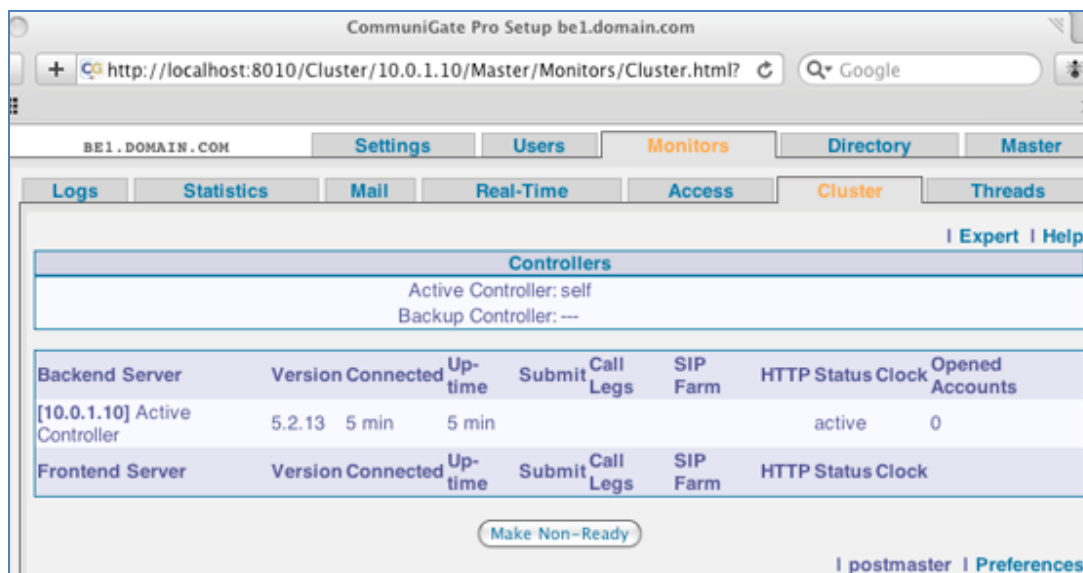 CommuniGate Pro Setup be1.domain.com
+ CG http://localhost:8010/Cluster/10.0.1.10/Master/Monitors/Cluster.html? Google
BE1.DOMAIN.COM Settings Users Monitors Directory Master
Logs Statistics Mail Real-Time Access Cluster Threads
| Expert | Help
Controllers
Active Controller: self
Backup Controller: ---
Backend Server Version Connected Up-time Submit Call Legs SIP Farm HTTP Status Clock Opened Accounts
[10.0.1.10] Active Controller 5.2.13 5 min 5 min active 0
Frontend Server Version Connected Up-time Submit Call Legs SIP Farm HTTP Status Clock
Make Non-Ready
| postmaster | Preferences